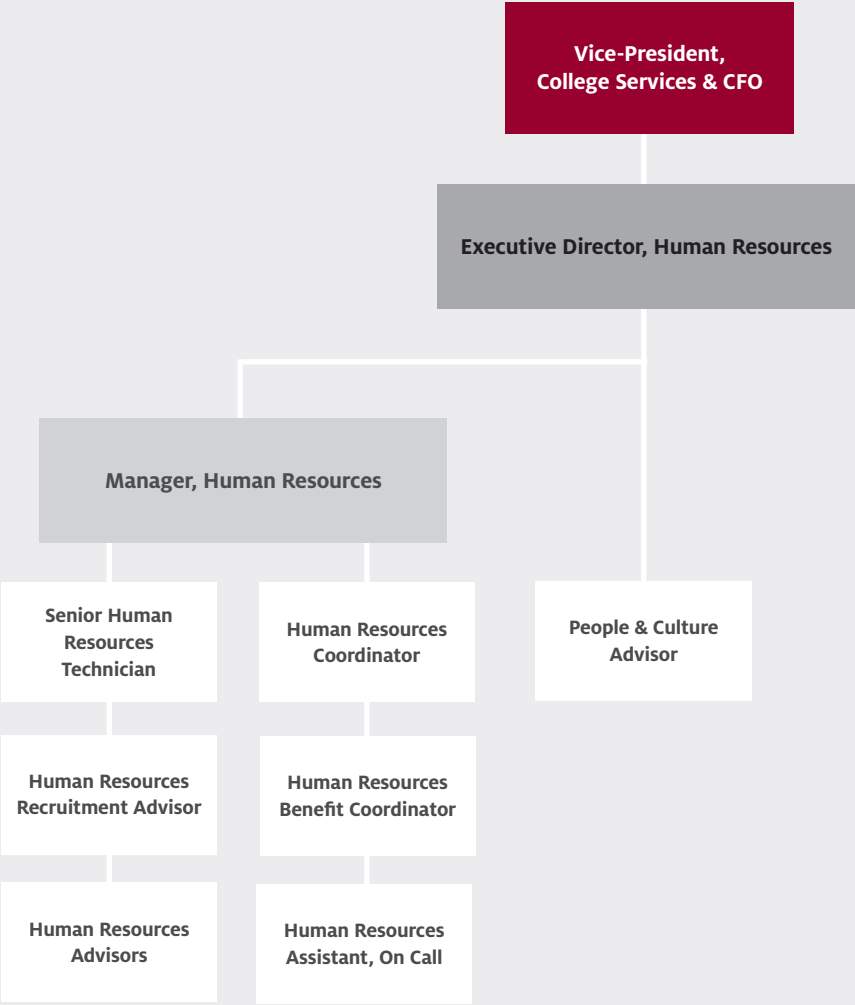 Vice-President,
College Services & CFO
Executive Director, Human Resources
Manager, Human Resources
Senior Human
Resources
Technician
Human Resources
Coordinator
People & Culture
Advisor
Human Resources
Recruitment Advisor
Human Resources
Benefit Coordinator
Human Resources
Advisors
Human Resources
Assistant, On Call